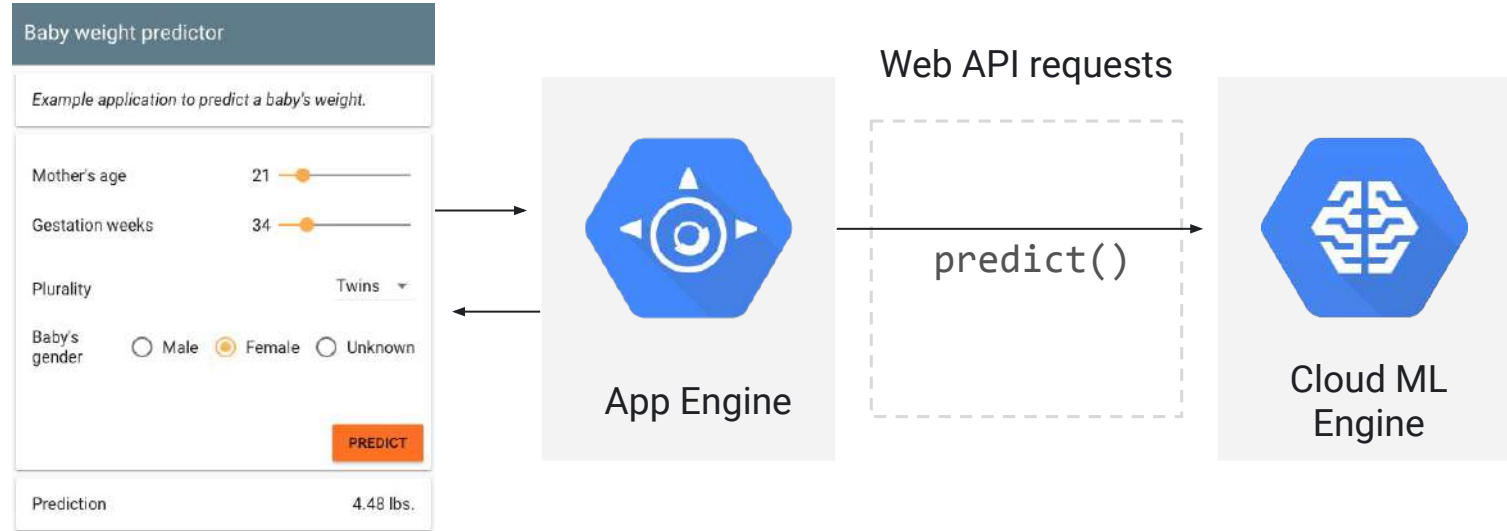 Baby weight predictor
Example application to predict a baby's weight.
Mother's age 21
Gestation weeks 34
Plurality Twins
Baby's
gender
Male Female Unknown
PREDICT
Prediction 4.48 lbs.
App Engine
Web API requests
predict()
Cloud ML
Engine